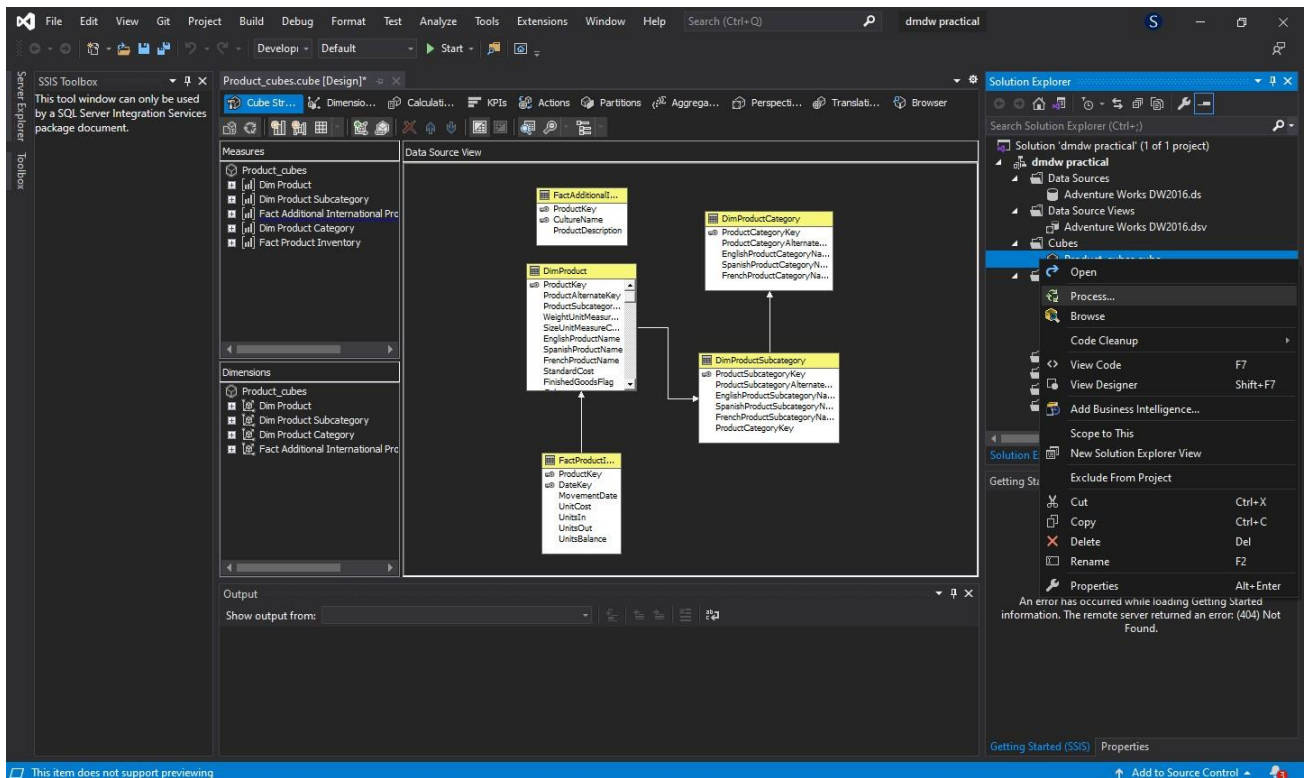 File Edit View Git Project Build Debug Format Test Analyze Tools Extensions Window Help Search (Ctrl+Q) dmdw practical S
Developi Default Start
Server Explorer
Toolbox
SSIS Toolbox
This tool window can only be used
by a SQL Server Integration Services
package document.
Product_cubes.cube [Design]*
Cube Str... Dimensio... Calculati... KPIs Actions Partitions Aggrega... Perspecti... Translati... Browser
Measures
Product_cubes
Dim Product
Dim Product Subcategory
Fact Additional International Pro
Dim Product Category
Fact Product Inventory
Dimensions
Product_cubes
Dim Product
Dim Product Subcategory
Dim Product Category
Fact Additional International Pro
Data Source View
FactAdditionalI...
ProductKey
CultureName
ProductDescription
DimProduct
ProductKey
ProductAlternateKey
ProductSubcategor...
WeightUnitMeasur...
SizeUnitMeasureC...
EnglishProductName
SpanishProductName
FrenchProductName
StandardCost
FinishedGoodsFlag
DimProductCategory
ProductCategoryKey
ProductCategoryAlternate...
EnglishProductCategoryNa...
SpanishProductCategoryN...
FrenchProductCategoryNa...
DimProductSubcategory
ProductSubcategoryKey
ProductSubcategoryAlternate...
EnglishProductSubcategoryNa...
SpanishProductSubcategoryN...
FrenchProductSubcategoryNa...
ProductCategoryKey
FactProductI...
ProductKey
DateKey
MovementDate
UnitCost
UnitsIn
UnitsOut
UnitsBalance
Output
Show output from:
Solution Explorer
Search Solution Explorer (Ctrl+;)
Solution 'dmdw practical' (1 of 1 project)
dmdw practical
Data Sources
Adventure Works DW2016.ds
Data Source Views
Adventure Works DW2016.dsv
Cubes
Product_cubes.cube
Open
Process...
Browse
Code Cleanup
View Code F7
View Designer Shift+F7
Add Business Intelligence...
Scope to This
New Solution Explorer View
Exclude From Project
Cut Ctrl+X
Copy Ctrl+C
Delete Del
Rename F2
Properties Alt+Enter
Solution E
Getting Sta
An error has occurred while loading Getting Started
information. The remote server returned an error: (404) Not
Found.
Getting Started (SSIS) Properties
This item does not support previewing Add to Source Control 3